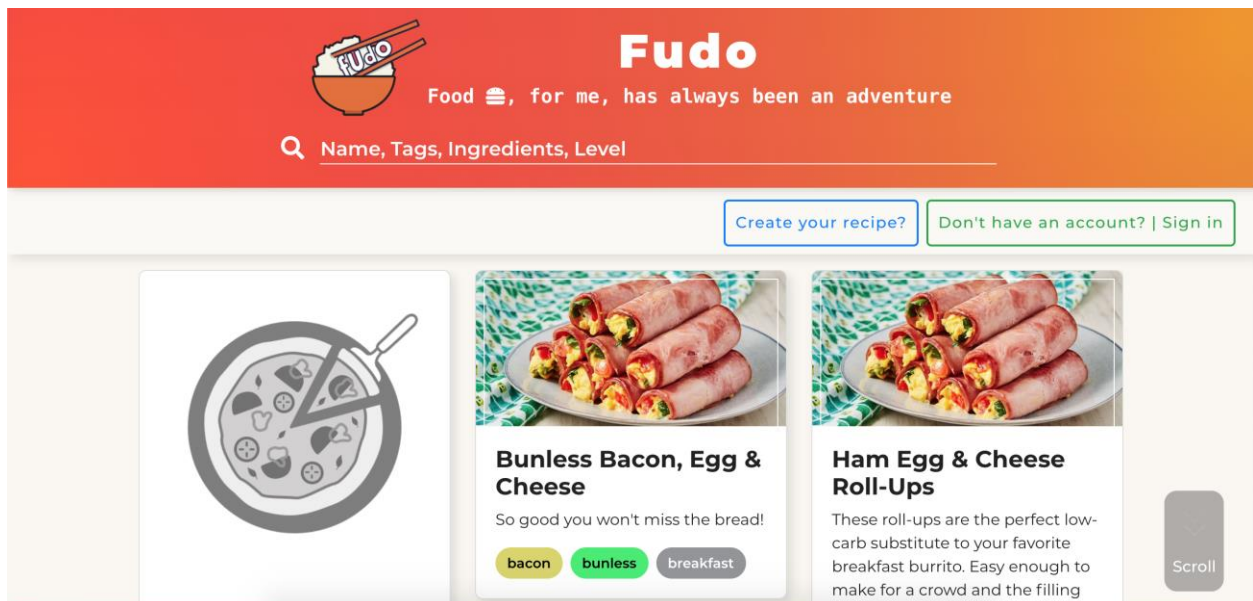 fudo
Fudo
Food 🍔, for me, has always been an adventure
Name, Tags, Ingredients, Level
Create your recipe?
Don't have an account? | Sign in
Bunless Bacon, Egg &
Cheese
So good you won't miss the bread!
bacon bunless breakfast
Ham Egg & Cheese
Roll-Ups
These roll-ups are the perfect low-
carb substitute to your favorite
breakfast burrito. Easy enough to
make for a crowd and the filling
Scroll